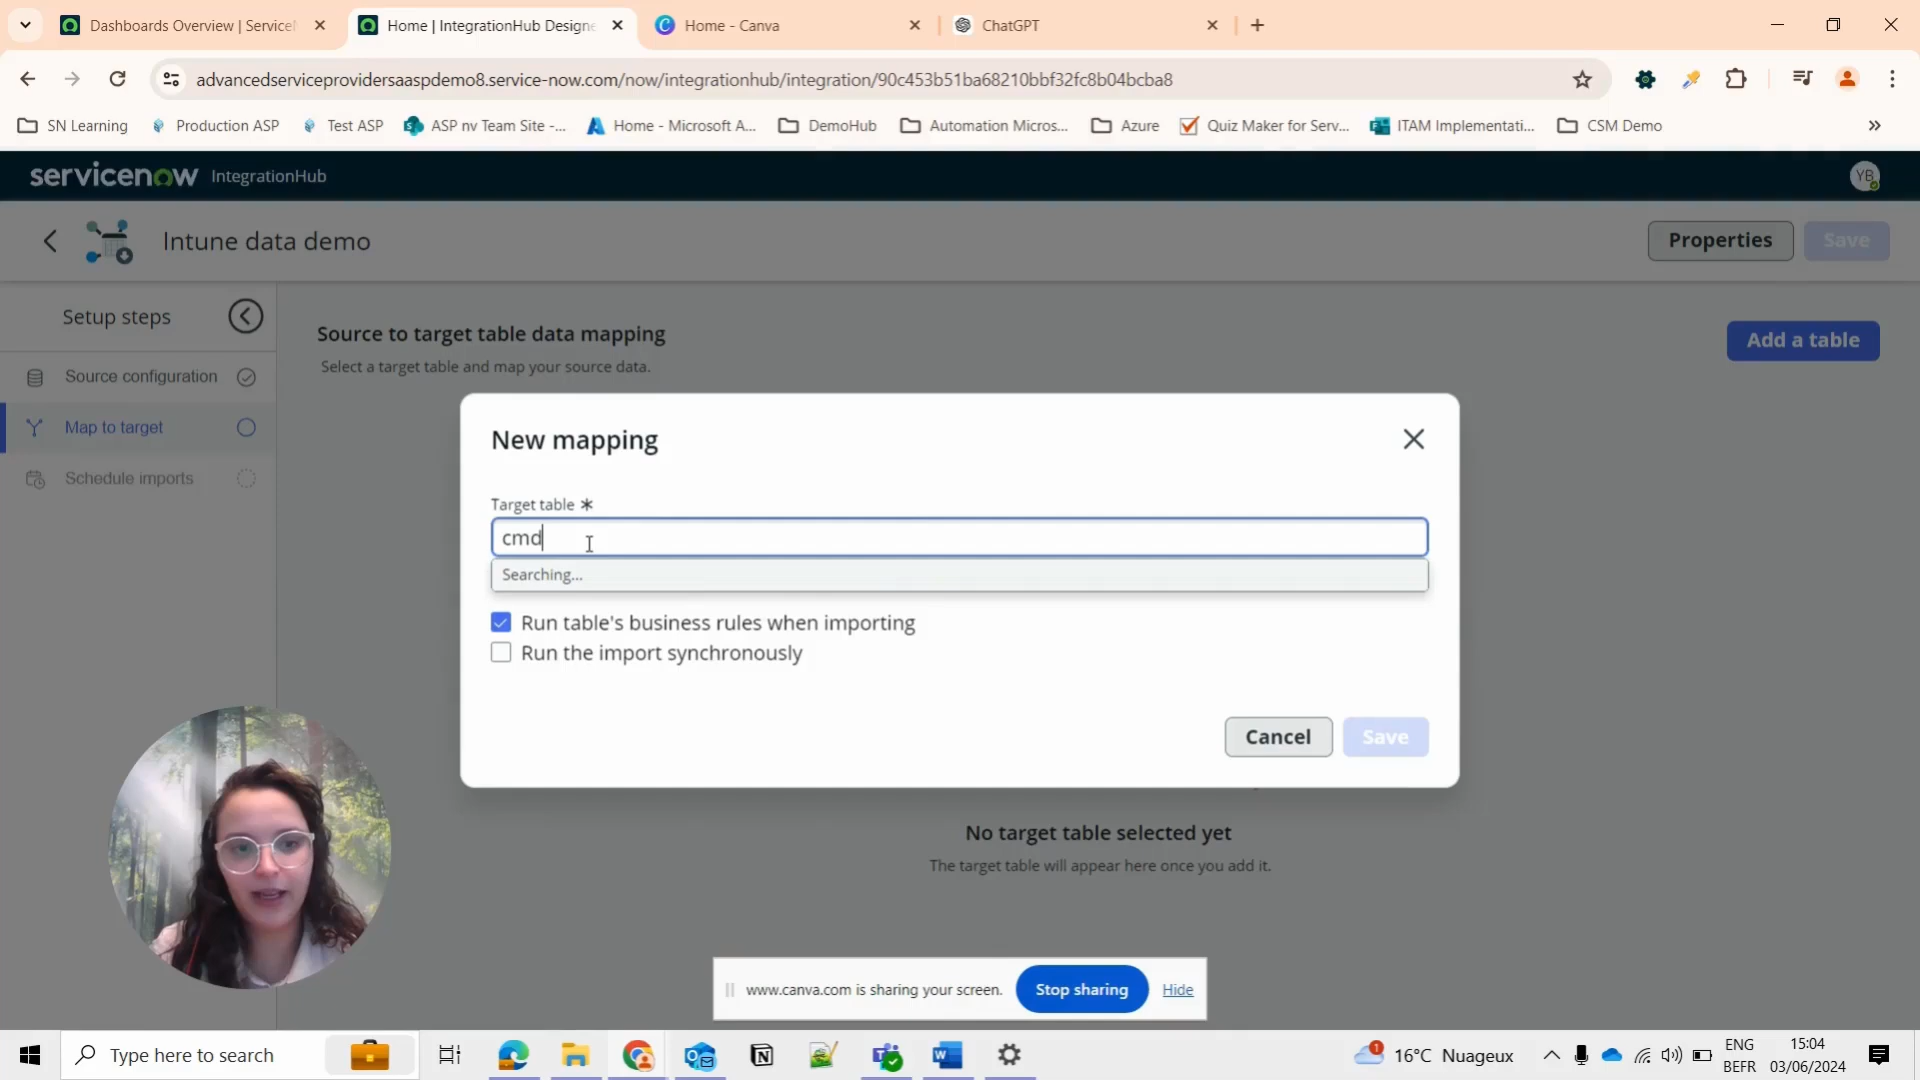 Dashboards Overview | Service
Home | IntegrationHub Designe
Home - Canva
ChatGPT
advancedserviceprovidersaaspdemo8.service-now.com/now/integrationhub/integration/90c453b51ba68210bbf32fc8b04bcba8
SN Learning
Production ASP
Test ASP
ASP nv Team Site -...
Home - Microsoft A...
DemoHub
Automation Micros...
Azure
Quiz Maker for Serv...
ITAM Implementati...
CSM Demo
servicenow IntegrationHub
YB
Intune data demo
Properties
Save
Setup steps
Source configuration
Map to target
Schedule imports
Source to target table data mapping
Select a target table and map your source data.
Add a table
New mapping
Target table *
cmd
Searching...
Run table's business rules when importing
Run the import synchronously
Cancel
Save
No target table selected yet
The target table will appear here once you add it.
www.canva.com is sharing your screen.
Stop sharing
Hide
Type here to search
1
16°C Nuageux
ENG
BEFR
15:04
03/06/2024